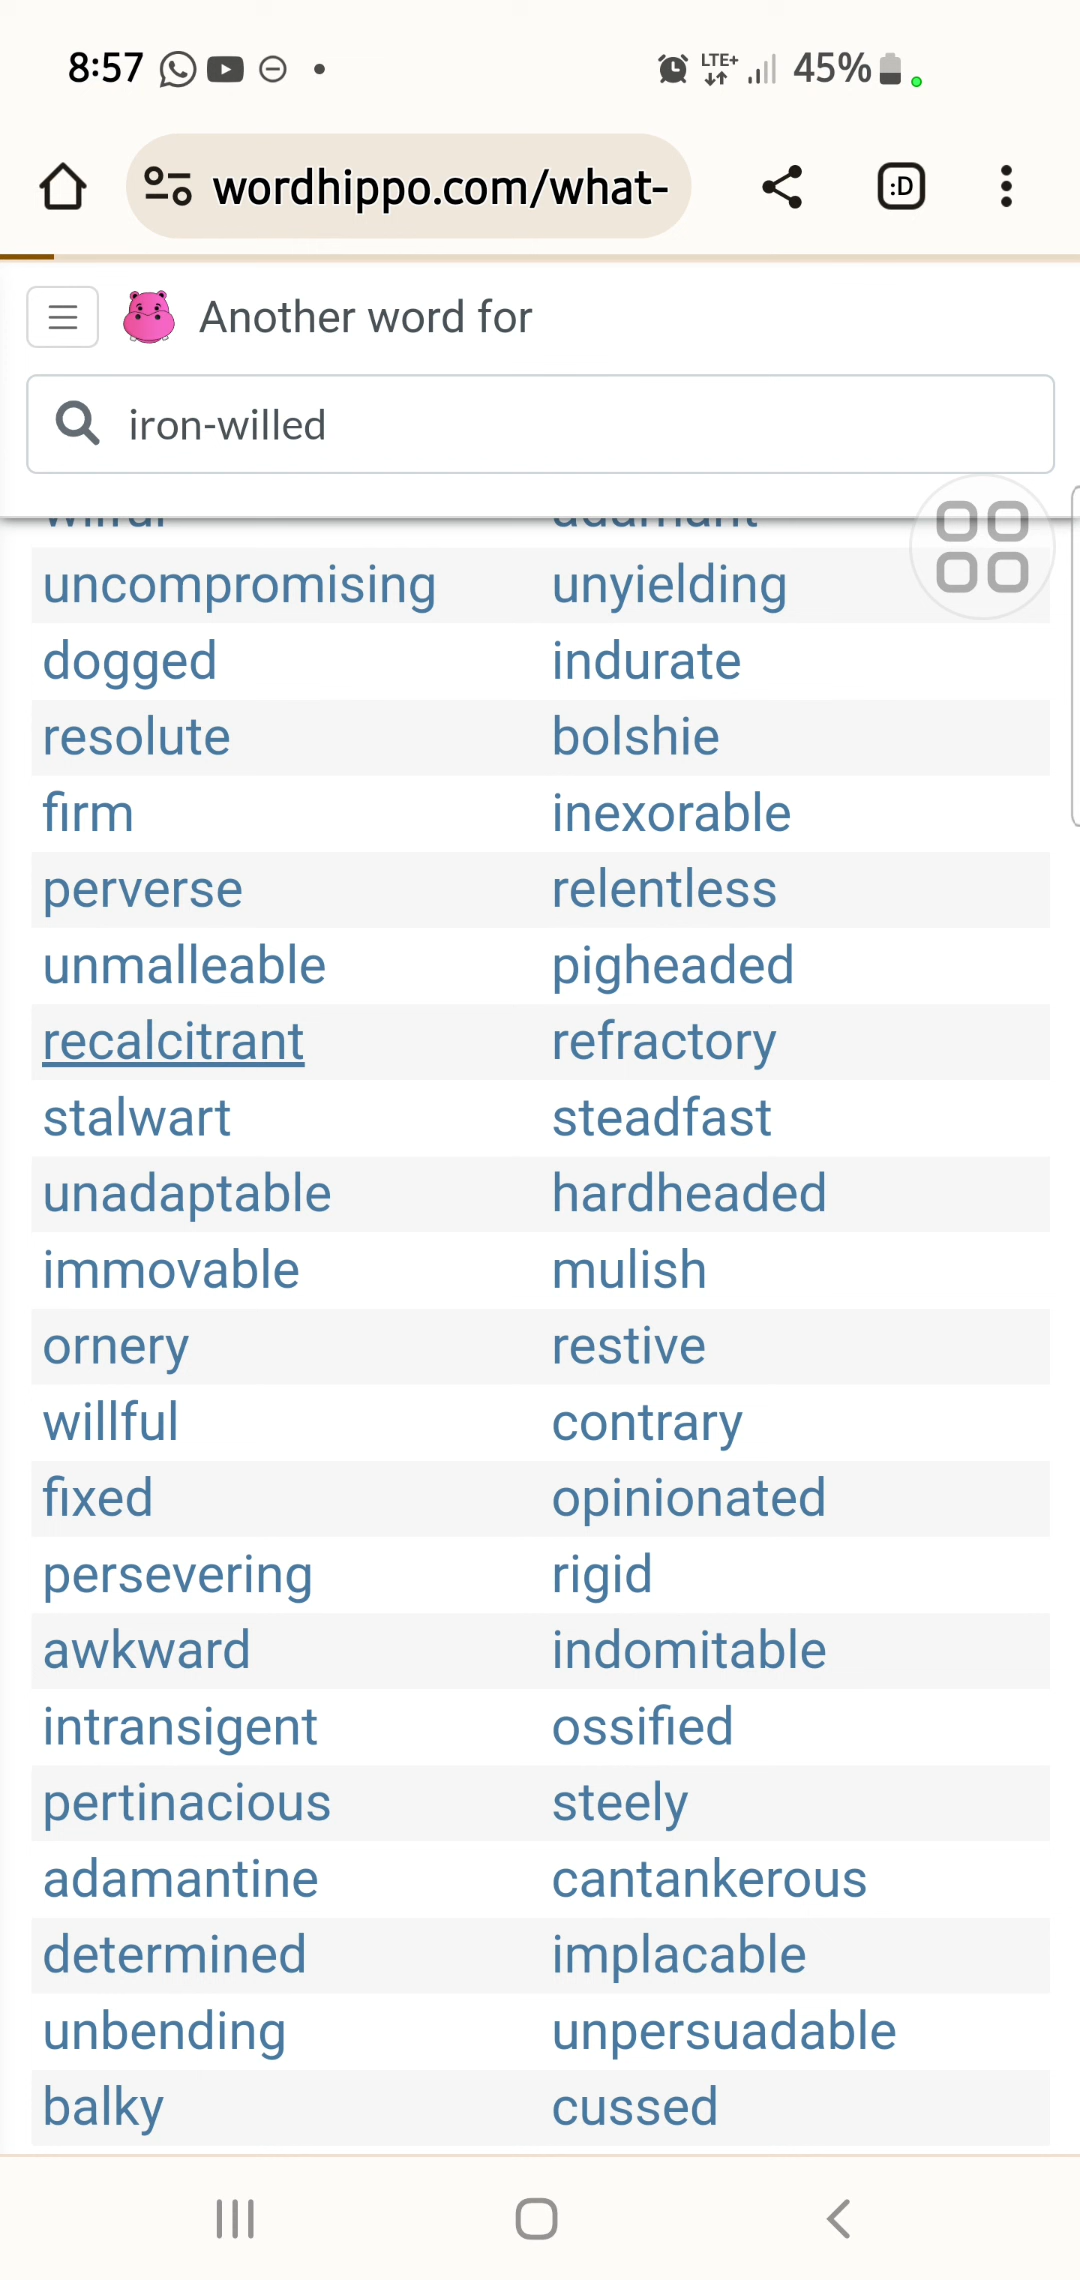 8:57 LTE+ 45%
wordhippo.com/what-
:D
Another word for
iron-willed
uncompromising unyielding
dogged indurate
resolute bolshie
firm inexorable
perverse relentless
unmalleable pigheaded
recalcitrant refractory
stalwart steadfast
unadaptable hardheaded
immovable mulish
ornery restive
willful contrary
fixed opinionated
persevering rigid
awkward indomitable
intransigent ossified
pertinacious steely
adamantine cantankerous
determined implacable
unbending unpersuadable
balky cussed